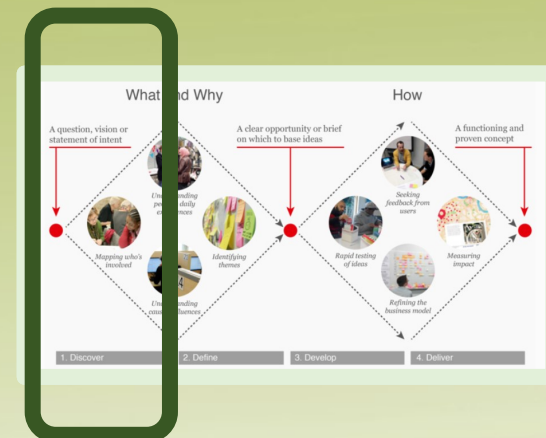 What and Why
How
A question, vision or
statement of intent
A clear opportunity or brief
on which to base ideas
A functioning and
proven concept
Mapping who's
involved
Identifying
themes
Seeking
feedback from
users
Rapid testing
of ideas
Measuring
impact
Refining the
business model
1. Discover
2. Define
3. Develop
4. Deliver